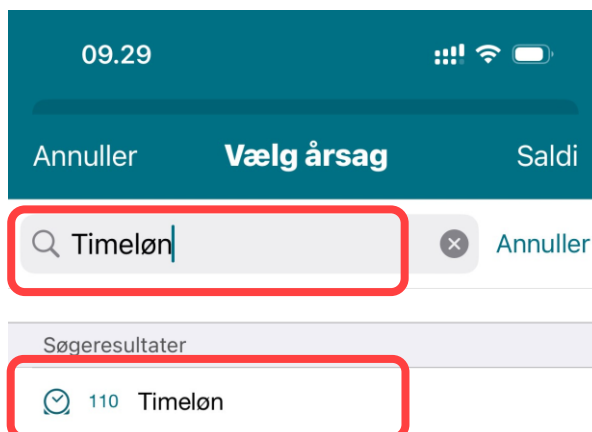 09.29
Annuller Vælg årsag Saldi
Timeløn Annuller
Søgeresultater
110 Timeløn